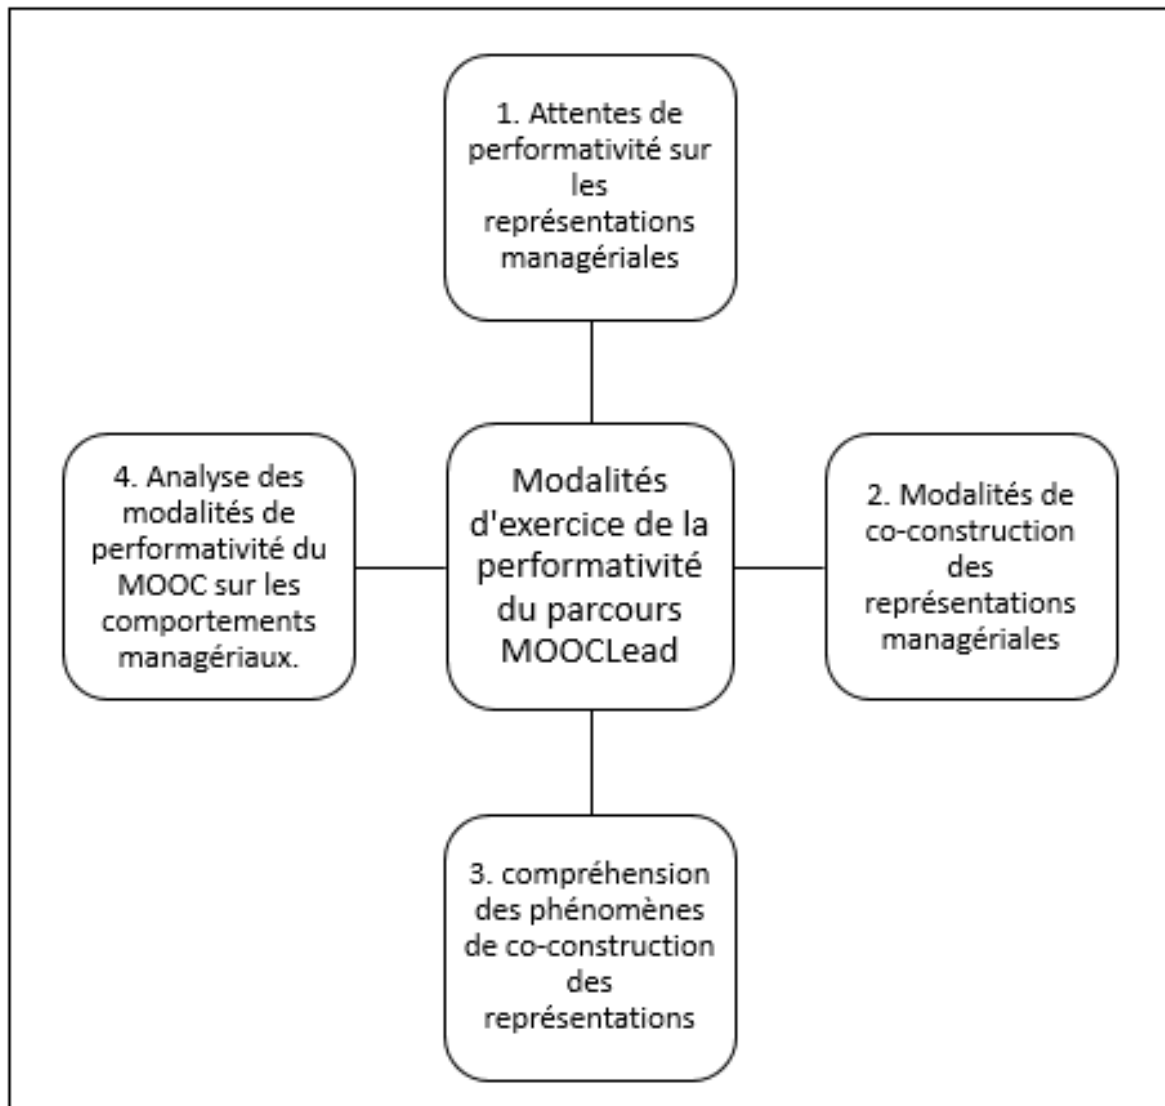 1. Attentes de
performativité sur
les
représentations
managériales
4. Analyse des
modalités de
performativité du
MOOC sur les
comportements
managériaux.
Modalités
d'exercice de la
performativité
du parcours
MOOCLead
2. Modalités de
co-construction
des
représentations
managériales
3. compréhension
des phénomènes
de co-construction
des
représentations